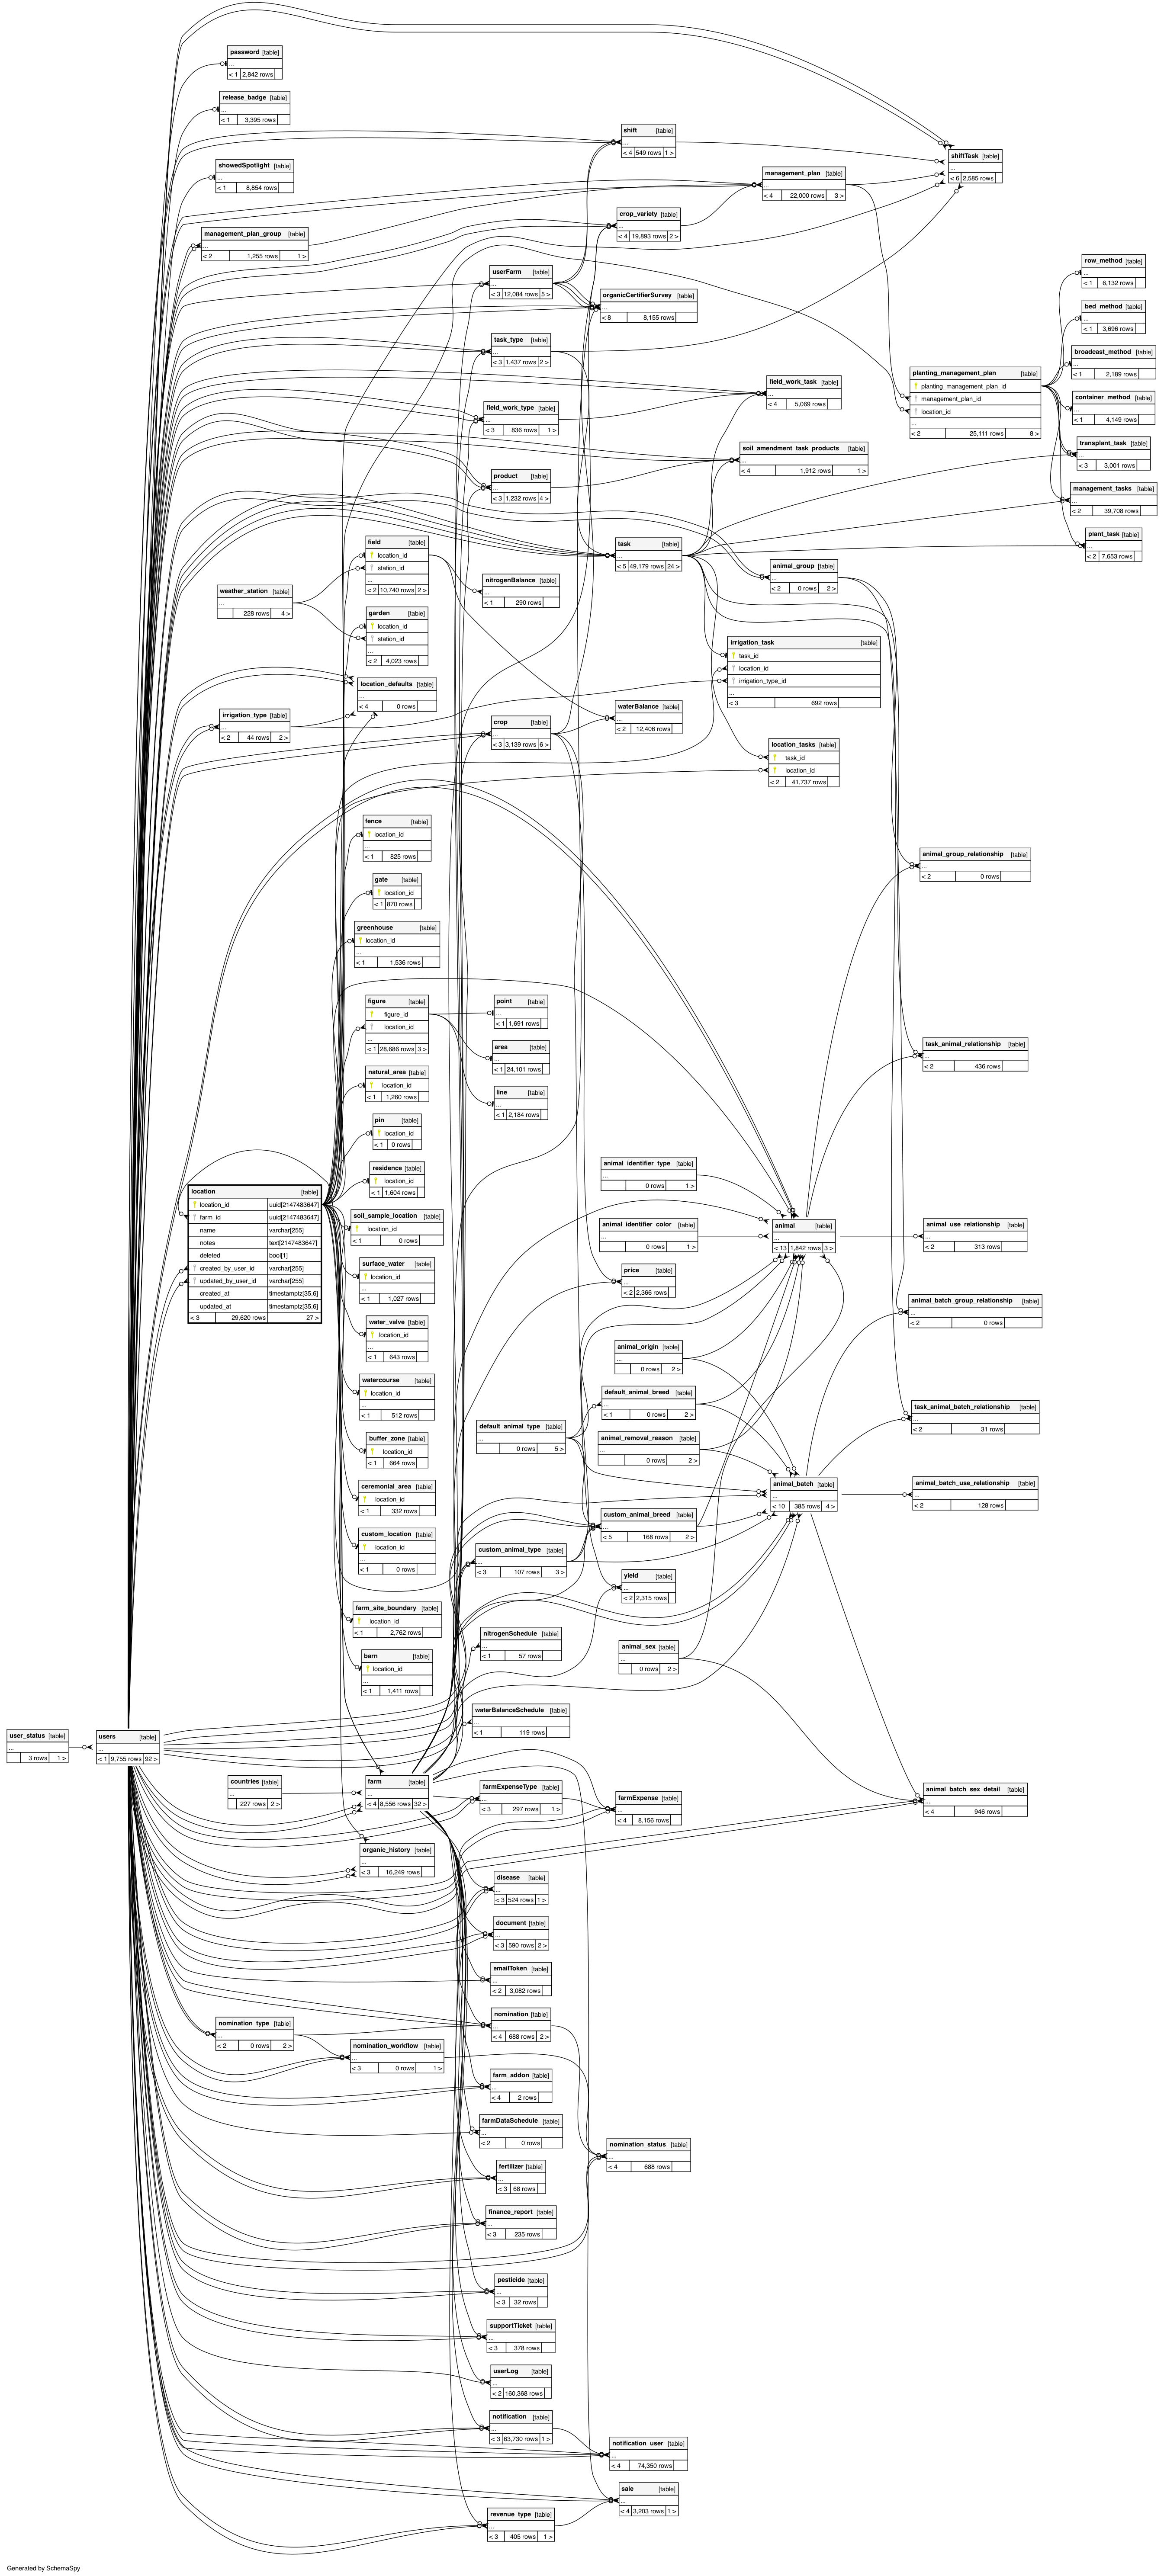 password [table]
...
< 1 2,842 rows
release_badge [table]
...
< 1 3,395 rows
showedSpotlight [table]
...
< 1 8,854 rows
management_plan_group [table]
...
< 2 1,255 rows 1 >
shift [table]
...
< 4 549 rows 1 >
shiftTask [table]
...
< 6 2,585 rows
management_plan [table]
...
< 4 22,000 rows 3 >
crop_variety [table]
...
< 4 19,893 rows 2 >
userFarm [table]
...
< 3 12,084 rows 5 >
organicCertifierSurvey [table]
...
< 8 8,155 rows
task_type [table]
...
< 3 1,437 rows 2 >
field_work_type [table]
...
< 3 836 rows 1 >
field_work_task [table]
...
< 4 5,069 rows
product [table]
...
< 3 1,232 rows 4 >
soil_amendment_task_products [table]
...
< 4 1,912 rows 1 >
row_method [table]
...
< 1 6,132 rows
bed_method [table]
...
< 1 3,696 rows
broadcast_method [table]
...
< 1 2,189 rows
planting_management_plan [table]
planting_management_plan_id
management_plan_id
location_id
...
< 2 25,111 rows 8 >
container_method [table]
...
< 1 4,149 rows
transplant_task [table]
...
< 3 3,001 rows
management_tasks [table]
...
< 2 39,708 rows
plant_task [table]
...
< 2 7,653 rows
field [table]
location_id
station_id
...
< 2 10,740 rows 2 >
task [table]
...
< 5 49,179 rows 24 >
animal_group [table]
...
< 2 0 rows 2 >
weather_station [table]
...
228 rows 4 >
nitrogenBalance [table]
...
< 1 290 rows
garden [table]
location_id
station_id
...
< 2 4,023 rows
irrigation_task [table]
task_id
location_id
irrigation_type_id
...
< 3 692 rows
location_defaults [table]
...
< 4 0 rows
irrigation_type [table]
...
< 2 44 rows 2 >
crop [table]
...
< 3 3,139 rows 6 >
waterBalance [table]
...
< 2 12,406 rows
location_tasks [table]
task_id
location_id
< 2 41,737 rows
fence [table]
location_id
...
< 1 825 rows
gate [table]
location_id
...
< 1 870 rows
greenhouse [table]
location_id
...
< 1 1,536 rows
animal_group_relationship [table]
...
< 2 0 rows
figure [table]
figure_id
location_id
...
< 1 28,686 rows 3 >
point [table]
...
< 1 1,691 rows
area [table]
...
< 1 24,101 rows
line [table]
...
< 1 2,184 rows
task_animal_relationship [table]
...
< 2 436 rows
natural_area [table]
location_id
< 1 1,260 rows
pin [table]
location_id
< 1 0 rows
residence [table]
location_id
< 1 1,604 rows
location [table]
location_id uuid[2147483647]
farm_id uuid[2147483647]
name varchar[255]
notes text[2147483647]
deleted bool[1]
created_by_user_id varchar[255]
updated_by_user_id varchar[255]
created_at timestamptz[35,6]
updated_at timestamptz[35,6]
< 3 29,620 rows 27 >
soil_sample_location [table]
location_id
< 1 0 rows
surface_water [table]
location_id
...
< 1 1,027 rows
water_valve [table]
location_id
...
< 1 643 rows
watercourse [table]
location_id
...
< 1 512 rows
buffer_zone [table]
location_id
< 1 664 rows
ceremonial_area [table]
location_id
< 1 332 rows
custom_location [table]
location_id
...
< 1 0 rows
farm_site_boundary [table]
location_id
< 1 2,762 rows
barn [table]
location_id
...
< 1 1,411 rows
animal_identifier_type [table]
...
0 rows 1 >
animal_identifier_color [table]
...
0 rows 1 >
animal [table]
...
< 13 1,842 rows 3 >
animal_use_relationship [table]
...
< 2 313 rows
price [table]
...
< 2 2,366 rows
animal_batch_group_relationship [table]
...
< 2 0 rows
animal_origin [table]
...
0 rows 2 >
default_animal_breed [table]
...
< 1 0 rows 2 >
default_animal_type [table]
...
0 rows 5 >
animal_removal_reason [table]
...
0 rows 2 >
task_animal_batch_relationship [table]
...
< 2 31 rows
animal_batch [table]
...
< 10 385 rows 4 >
animal_batch_use_relationship [table]
...
< 2 128 rows
custom_animal_breed [table]
...
< 5 168 rows 2 >
custom_animal_type [table]
...
< 3 107 rows 3 >
yield [table]
...
< 2 2,315 rows
nitrogenSchedule [table]
...
< 1 57 rows
animal_sex [table]
...
0 rows 2 >
waterBalanceSchedule [table]
...
< 1 119 rows
user_status [table]
...
3 rows 1 >
users [table]
...
< 1 9,755 rows 92 >
countries [table]
...
227 rows 2 >
farm [table]
...
< 4 8,556 rows 32 >
farmExpenseType [table]
...
< 3 297 rows 1 >
farmExpense [table]
...
< 4 8,156 rows
animal_batch_sex_detail [table]
...
< 4 946 rows
organic_history [table]
...
< 3 16,249 rows
disease [table]
...
< 3 524 rows 1 >
document [table]
...
< 3 590 rows 2 >
emailToken [table]
...
< 2 3,082 rows
nomination_type [table]
...
< 2 0 rows 2 >
nomination [table]
...
< 4 688 rows 2 >
nomination_workflow [table]
...
< 3 0 rows 1 >
farm_addon [table]
...
< 4 2 rows
farmDataSchedule [table]
...
< 2 0 rows
nomination_status [table]
...
< 4 688 rows
fertilizer [table]
...
< 3 68 rows
finance_report [table]
...
< 3 235 rows
pesticide [table]
...
< 3 32 rows
supportTicket [table]
...
< 3 378 rows
userLog [table]
...
< 2 160,368 rows
notification [table]
...
< 3 63,730 rows 1 >
notification_user [table]
...
< 4 74,350 rows
sale [table]
...
< 4 3,203 rows 1 >
revenue_type [table]
...
< 3 405 rows 1 >
Generated by SchemaSpy